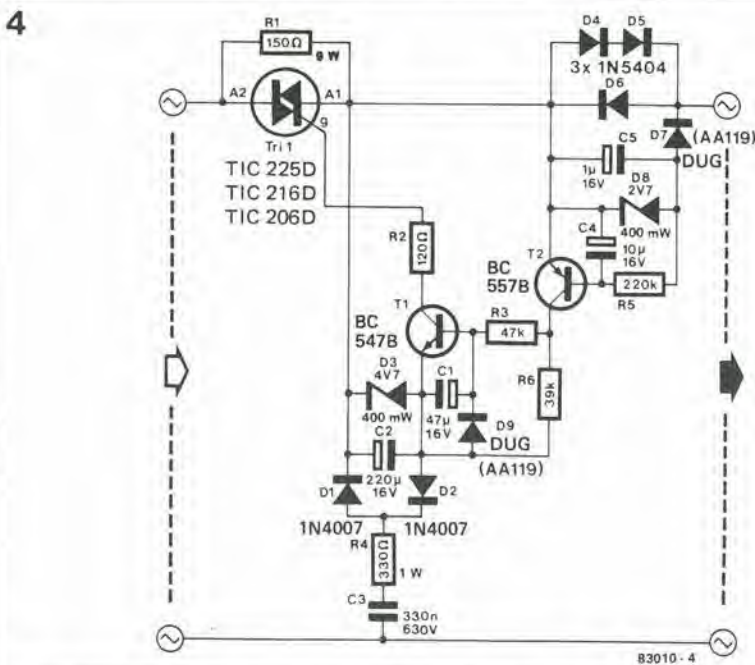 4
R1
150Ω
9 W
A2
A1
g
Tri 1
TIC 225D
TIC 216D
TIC 206D
D4
D5
3x 1N5404
D6
D7
(AA119)
DUG
C5
1µ
16V
D8
2V7
400 mW
C4
10µ
16V
T2
BC
557B
220k
R5
R2
120Ω
T1
BC
547B
R3
47k
R6
39k
D3
4V7
400 mW
C1
47µ
16V
D9
DUG
(AA119)
C2
220µ
16V
D1
D2
1N4007
1N4007
R4
330Ω
1 W
C3
330n
630V
83010 - 4